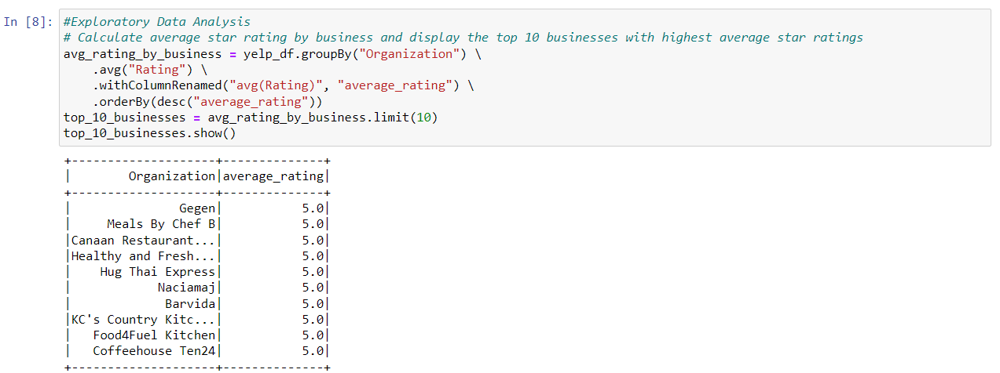 In [8]: #Exploratory Data Analysis
# Calculate average star rating by business and display the top 10 businesses with highest average star ratings
avg_rating_by_business = yelp_df.groupBy("Organization") \
    .avg("Rating") \
    .withColumnRenamed("avg(Rating)", "average_rating") \
    .orderBy(desc("average_rating"))
top_10_businesses = avg_rating_by_business.limit(10)
top_10_businesses.show()
+--------------------+--------------+
|        Organization|average_rating|
+--------------------+--------------+
|               Gegen|           5.0|
|     Meals By Chef B|           5.0|
|Canaan Restaurant...|           5.0|
|Healthy and Fresh...|           5.0|
|    Hug Thai Express|           5.0|
|            Naciamaj|           5.0|
|             Barvida|           5.0|
|KC's Country Kitc...|           5.0|
|   Food4Fuel Kitchen|           5.0|
|   Coffeehouse Ten24|           5.0|
+--------------------+--------------+